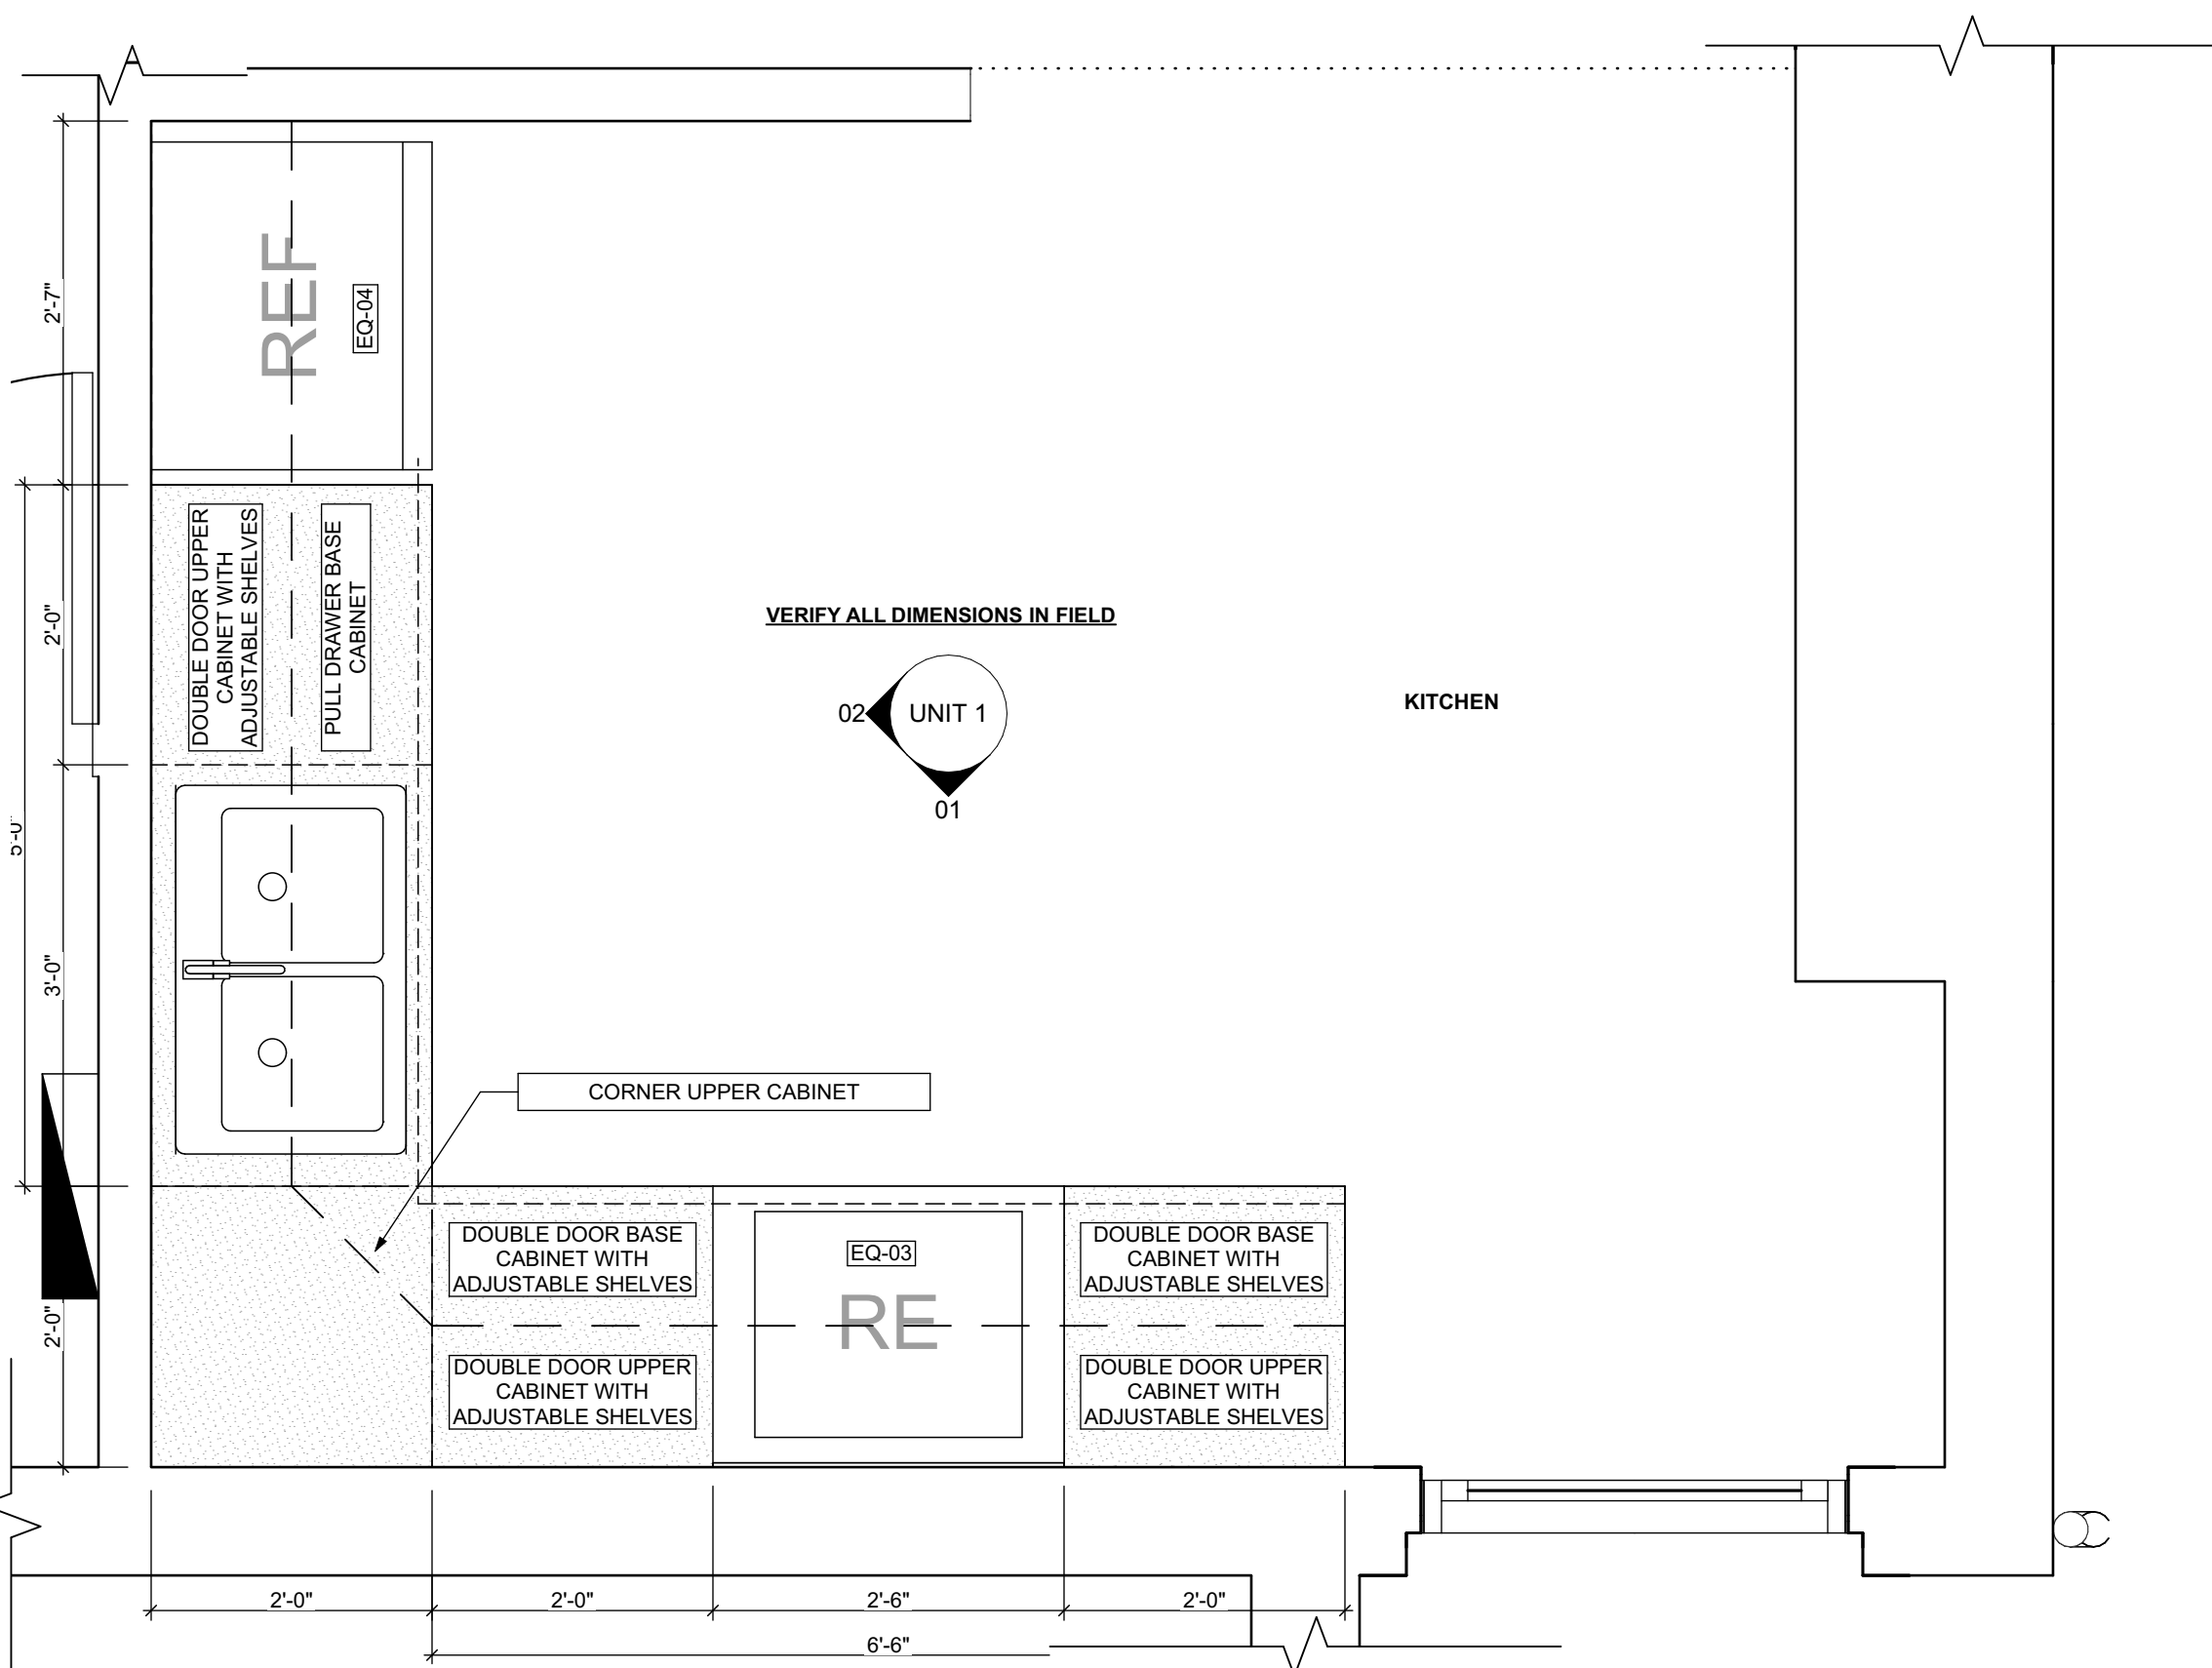 2'-7"
REF
EQ-04
DOUBLE DOOR UPPER
CABINET WITH
ADJUSTABLE SHELVES
PULL DRAWER BASE
CABINET
2'-0"
VERIFY ALL DIMENSIONS IN FIELD
02
UNIT 1
01
KITCHEN
5'-0"
3'-0"
CORNER UPPER CABINET
DOUBLE DOOR BASE
CABINET WITH
ADJUSTABLE SHELVES
EQ-03
RE
DOUBLE DOOR BASE
CABINET WITH
ADJUSTABLE SHELVES
2'-0"
DOUBLE DOOR UPPER
CABINET WITH
ADJUSTABLE SHELVES
DOUBLE DOOR UPPER
CABINET WITH
ADJUSTABLE SHELVES
2'-0"
2'-0"
2'-6"
2'-0"
6'-6"